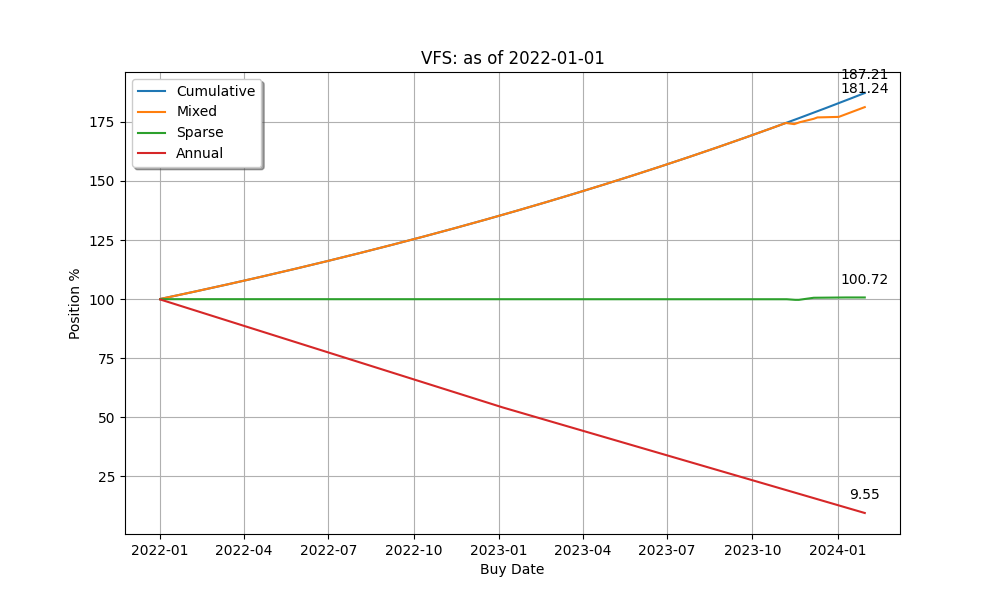 VFS: as of 2022-01-01
187.21
181.24
Cumulative
Mixed
Sparse
Annual
175
150
125
100
75
50
25
100.72
9.55
Position %
2022-01 2022-04 2022-07 2022-10 2023-01 2023-04 2023-07 2023-10 2024-01
Buy Date